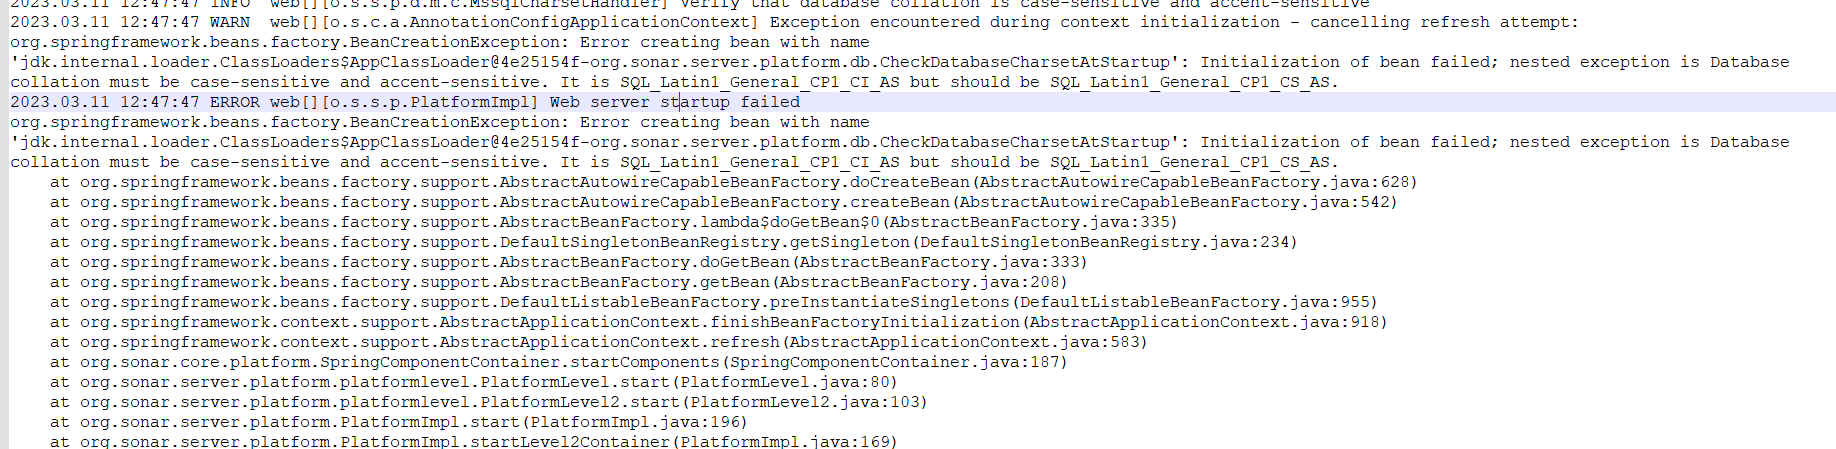 2023.03.11 12:47:47 INFO  web[][o.s.s.p.d.m.c.MssqlCharsetHandler] Verify that database collation is case-sensitive and accent-sensitive
2023.03.11 12:47:47 WARN  web[][o.s.c.a.AnnotationConfigApplicationContext] Exception encountered during context initialization - cancelling refresh attempt:
org.springframework.beans.factory.BeanCreationException: Error creating bean with name
'jdk.internal.loader.ClassLoaders$AppClassLoader@4e25154f-org.sonar.server.platform.db.CheckDatabaseCharsetAtStartup': Initialization of bean failed; nested exception is Database
collation must be case-sensitive and accent-sensitive. It is SQL_Latin1_General_CP1_CI_AS but should be SQL_Latin1_General_CP1_CS_AS.
2023.03.11 12:47:47 ERROR web[][o.s.s.p.PlatformImpl] Web server startup failed
org.springframework.beans.factory.BeanCreationException: Error creating bean with name
'jdk.internal.loader.ClassLoaders$AppClassLoader@4e25154f-org.sonar.server.platform.db.CheckDatabaseCharsetAtStartup': Initialization of bean failed; nested exception is Database
collation must be case-sensitive and accent-sensitive. It is SQL_Latin1_General_CP1_CI_AS but should be SQL_Latin1_General_CP1_CS_AS.
    at org.springframework.beans.factory.support.AbstractAutowireCapableBeanFactory.doCreateBean(AbstractAutowireCapableBeanFactory.java:628)
    at org.springframework.beans.factory.support.AbstractAutowireCapableBeanFactory.createBean(AbstractAutowireCapableBeanFactory.java:542)
    at org.springframework.beans.factory.support.AbstractBeanFactory.lambda$doGetBean$0(AbstractBeanFactory.java:335)
    at org.springframework.beans.factory.support.DefaultSingletonBeanRegistry.getSingleton(DefaultSingletonBeanRegistry.java:234)
    at org.springframework.beans.factory.support.AbstractBeanFactory.doGetBean(AbstractBeanFactory.java:333)
    at org.springframework.beans.factory.support.AbstractBeanFactory.getBean(AbstractBeanFactory.java:208)
    at org.springframework.beans.factory.support.DefaultListableBeanFactory.preInstantiateSingletons(DefaultListableBeanFactory.java:955)
    at org.springframework.context.support.AbstractApplicationContext.finishBeanFactoryInitialization(AbstractApplicationContext.java:918)
    at org.springframework.context.support.AbstractApplicationContext.refresh(AbstractApplicationContext.java:583)
    at org.sonar.core.platform.SpringComponentContainer.startComponents(SpringComponentContainer.java:187)
    at org.sonar.server.platform.platformlevel.PlatformLevel.start(PlatformLevel.java:80)
    at org.sonar.server.platform.platformlevel.PlatformLevel2.start(PlatformLevel2.java:103)
    at org.sonar.server.platform.PlatformImpl.start(PlatformImpl.java:196)
    at org.sonar.server.platform.PlatformImpl.startLevel2Container(PlatformImpl.java:169)